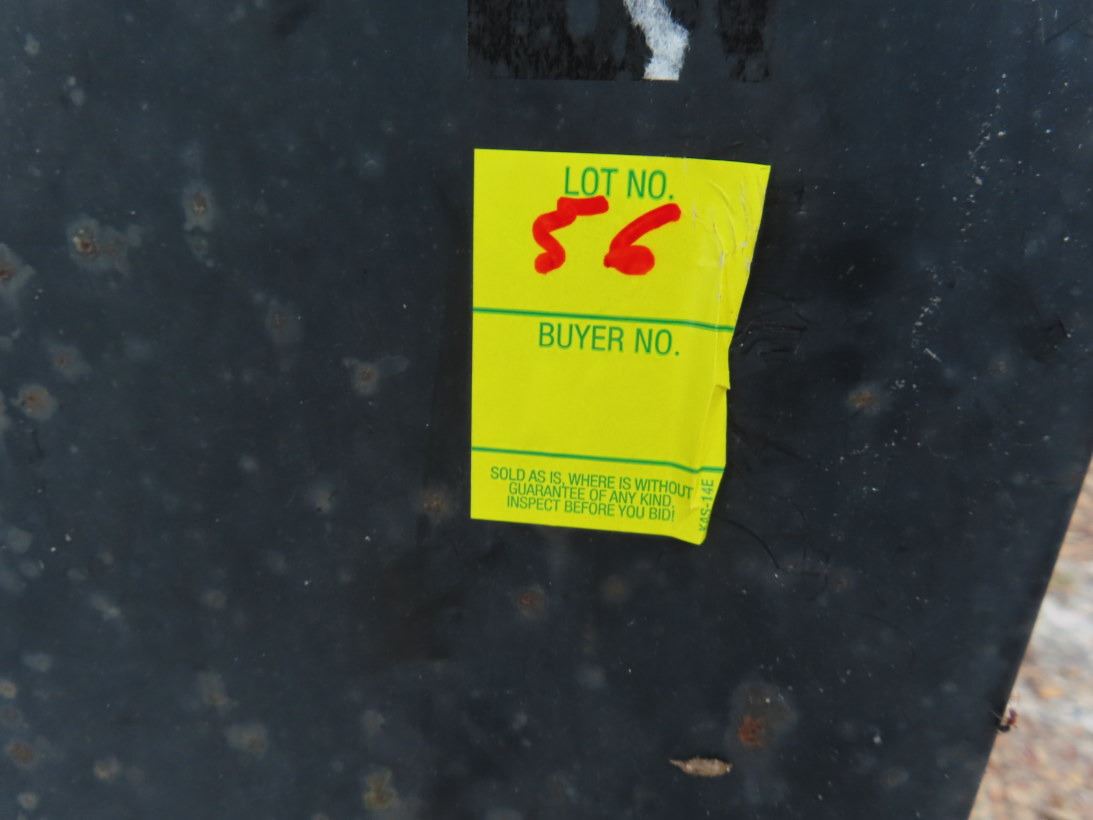 LOT NO.
56
BUYER NO.
SOLD AS IS, WHERE IS WITHOUT
GUARANTEE OF ANY KIND,
INSPECT BEFORE YOU BID!
KAS-14E